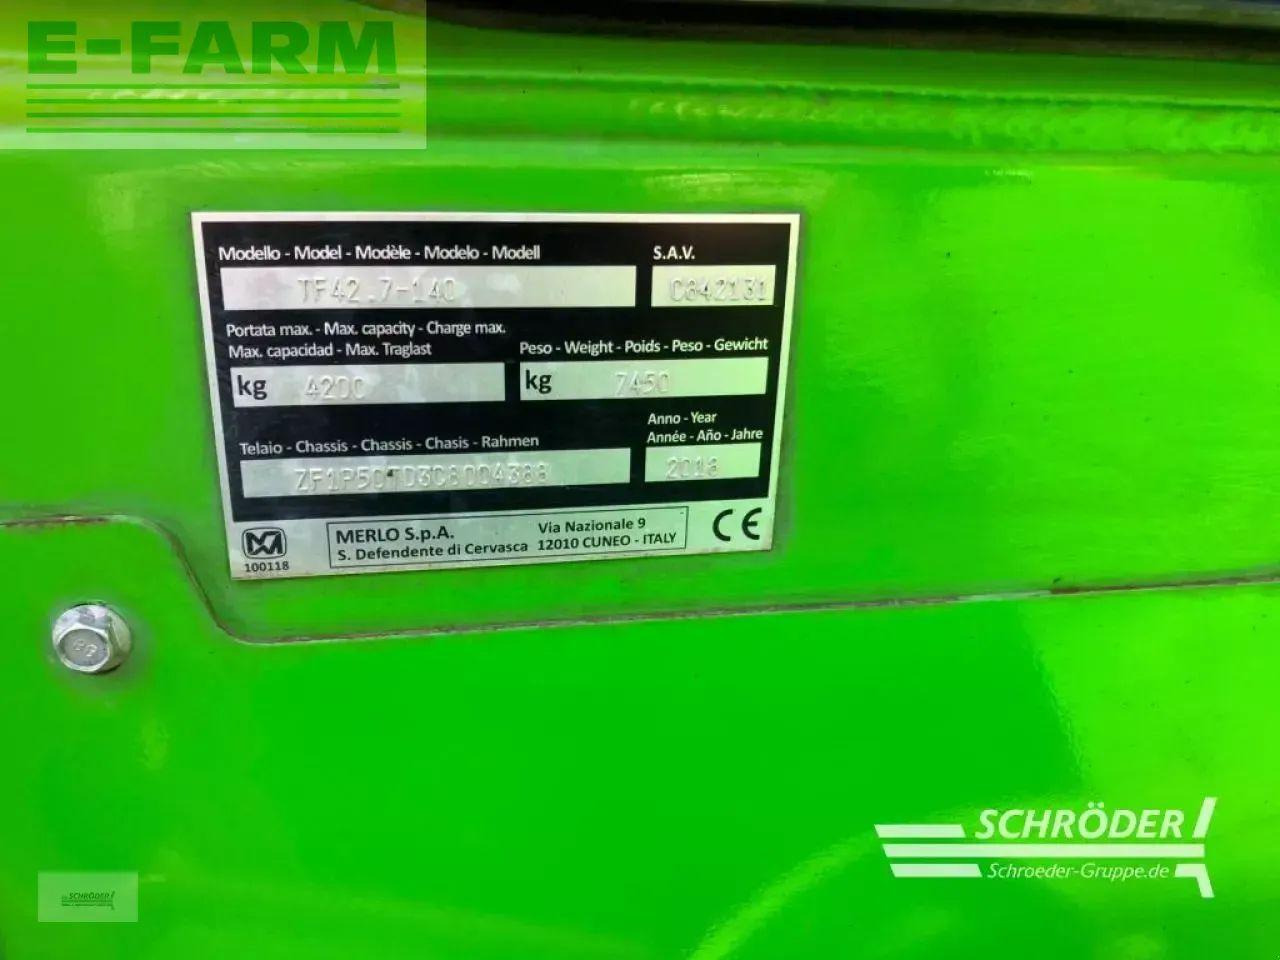 E-FARM
Modello - Model - Modèle - Modelo - Modell
S.A.V.
TF42.7-140
C842131
Portata max. - Max. capacity - Charge max.
Max. capacidad - Max. Traglast
Peso - Weight - Poids - Peso - Gewicht
kg 4200
kg 7450
Anno - Year
Année - Año - Jahre
Telaio - Chassis - Chassis - Chasis - Rahmen
2018
100118
MERLO S.p.A.
S. Defendente di Cervasca
Via Nazionale 9
12010 CUNEO - ITALY
CE
SCHRÖDER
Schroeder-Gruppe.de
SCHRÖDER